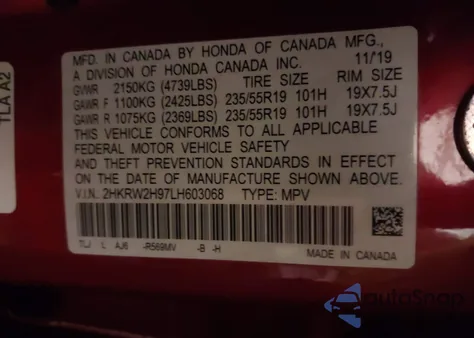 TLA A2
MFD. IN CANADA BY HONDA OF CANADA MFG.,
A DIVISION OF HONDA CANADA INC. 11/19
GVWR 2150KG (4739LBS) TIRE SIZE RIM SIZE
GAWR F 1100KG (2425LBS) 235/55R19 101H 19X7.5J
GAWR R 1075KG (2369LBS) 235/55R19 101H 19X7.5J
THIS VEHICLE CONFORMS TO ALL APPLICABLE
FEDERAL MOTOR VEHICLE SAFETY
AND THEFT PREVENTION STANDARDS IN EFFECT
ON THE DATE OF MANUFACTURE SHOWN ABOVE.
V.I.N. 2HKRW2H97LH603068 TYPE: MPV
TLJ L AJ6 -R569MV -B -H
MADE IN CANADA
autoSnap